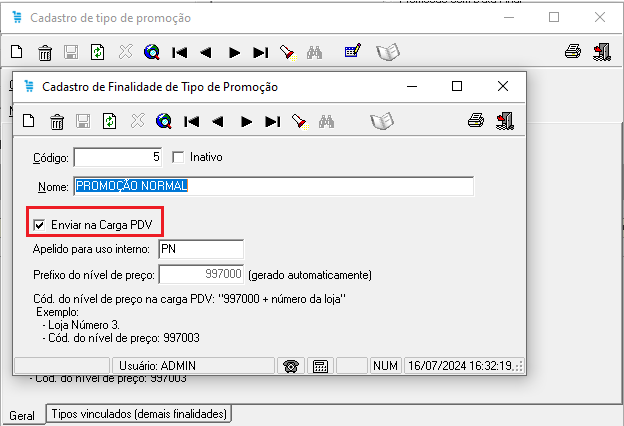 Cadastro de tipo de promoção
Cadastro de Finalidade de Tipo de Promoção
Código: 5 Inativo
Nome: PROMOÇÃO NORMAL
Enviar na Carga PDV
Apelido para uso interno: PN
Prefixo do nível de preço: 997000 (gerado automaticamente)
Cód. do nível de preço na carga PDV: "997000 + número da loja"
Exemplo:
- Loja Número 3.
- Cód. do nível de preço: 997003
Usuário: ADMIN NUM 16/07/2024 16:32:19
- Cód. do nível de preço: 997003
Geral Tipos vinculados (demais finalidades)